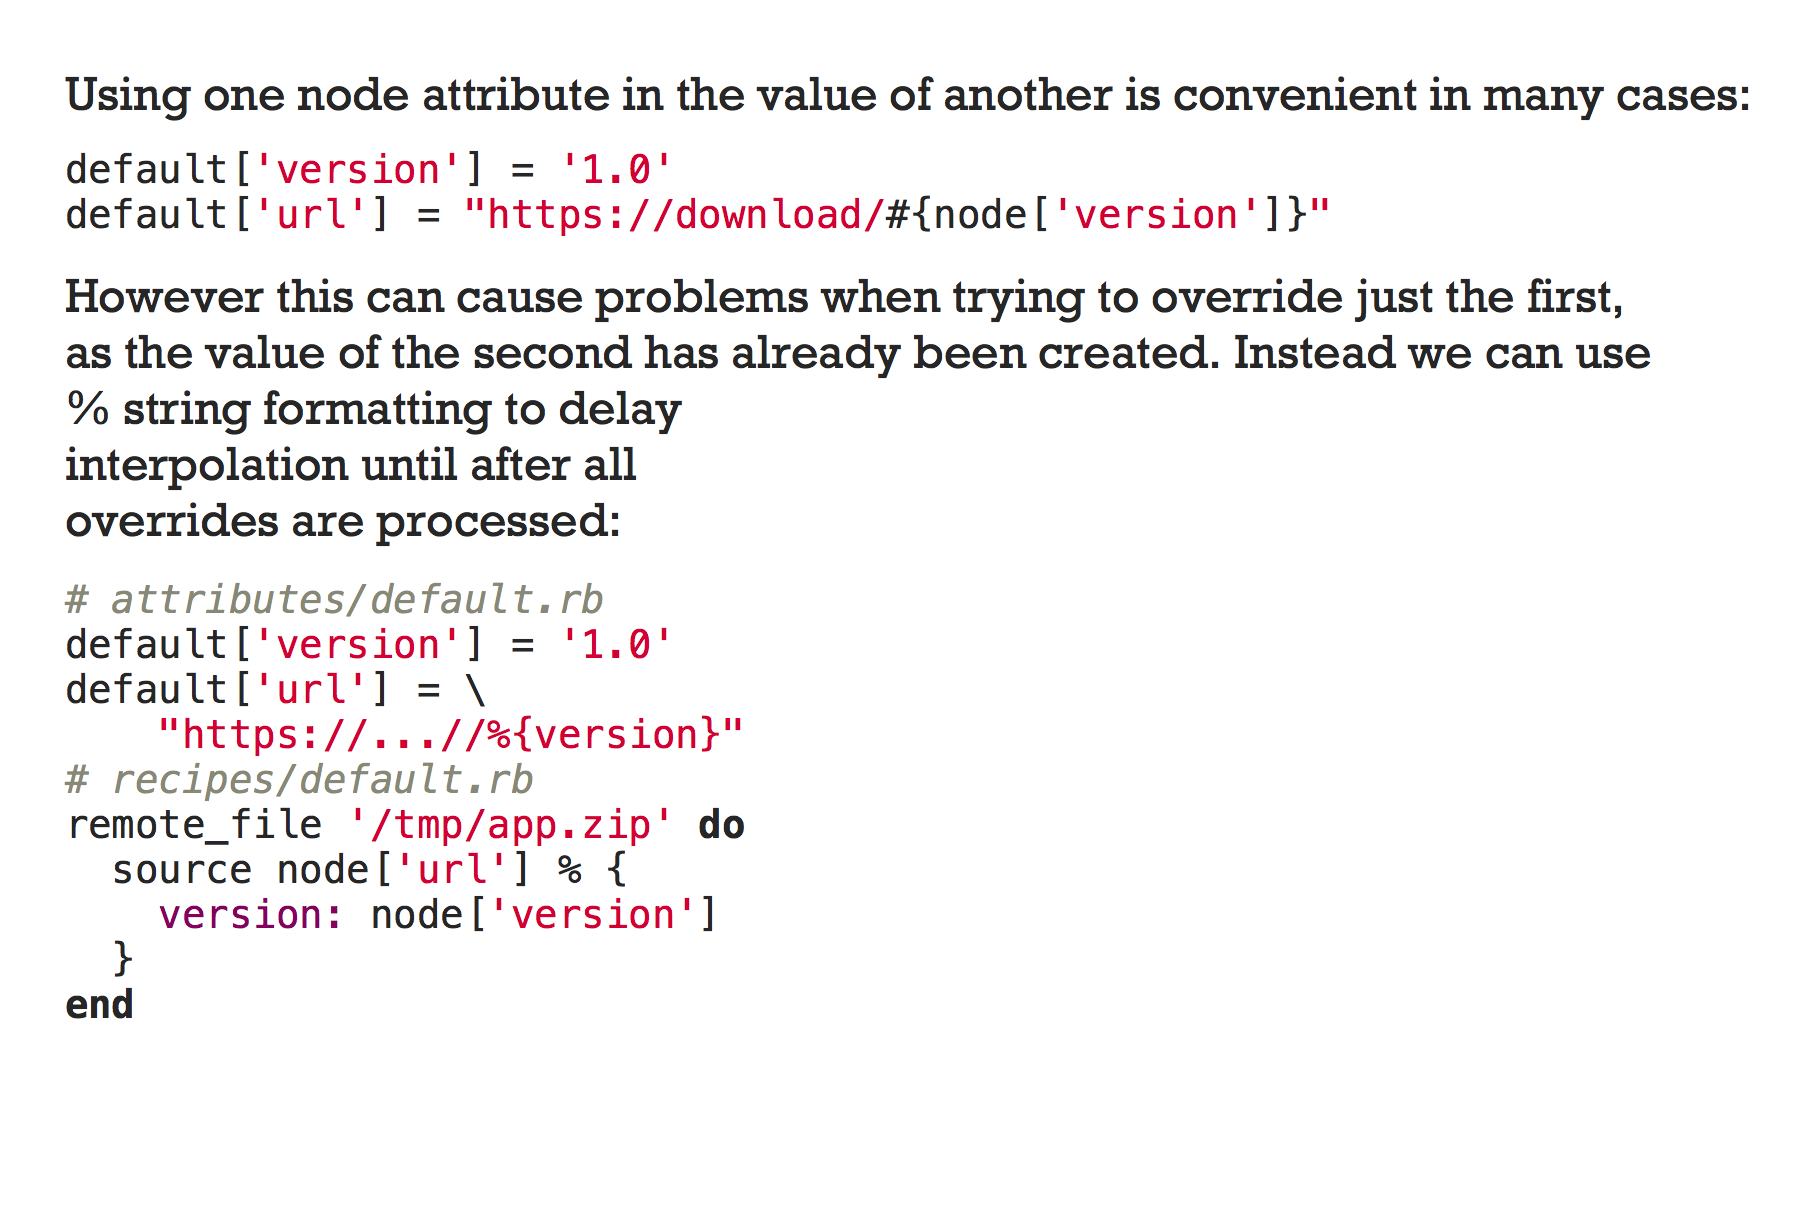 Using one node attribute in the value of another is convenient in many cases:
default['version'] = '1.0'
default['url'] = "https://download/#{node['version']}"
However this can cause problems when trying to override just the first,
as the value of the second has already been created. Instead we can use
% string formatting to delay
interpolation until after all
overrides are processed:
# attributes/default.rb
default['version'] = '1.0'
default['url'] = \
    "https://...//%{version}"
# recipes/default.rb
remote_file '/tmp/app.zip' do
  source node['url'] % {
    version: node['version']
  }
end